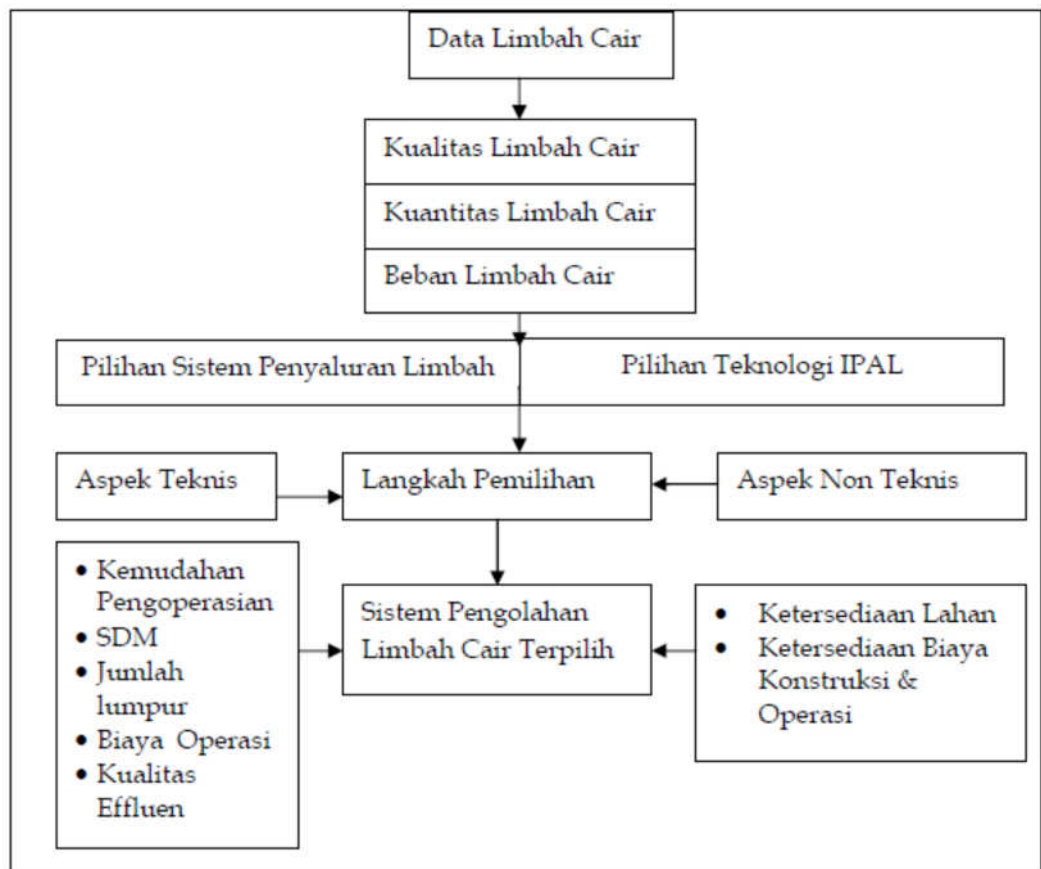 Data Limbah Cair
Kualitas Limbah Cair
Kuantitas Limbah Cair
Beban Limbah Cair
Pilihan Sistem Penyaluran Limbah
Pilihan Teknologi IPAL
Aspek Teknis
Langkah Pemilihan
Aspek Non Teknis
• Kemudahan
Pengoperasian
• SDM
• Jumlah
lumpur
• Biaya Operasi
• Kualitas
Effluen
Sistem Pengolahan
Limbah Cair Terpilih
• Ketersediaan Lahan
• Ketersediaan Biaya
Konstruksi &
Operasi